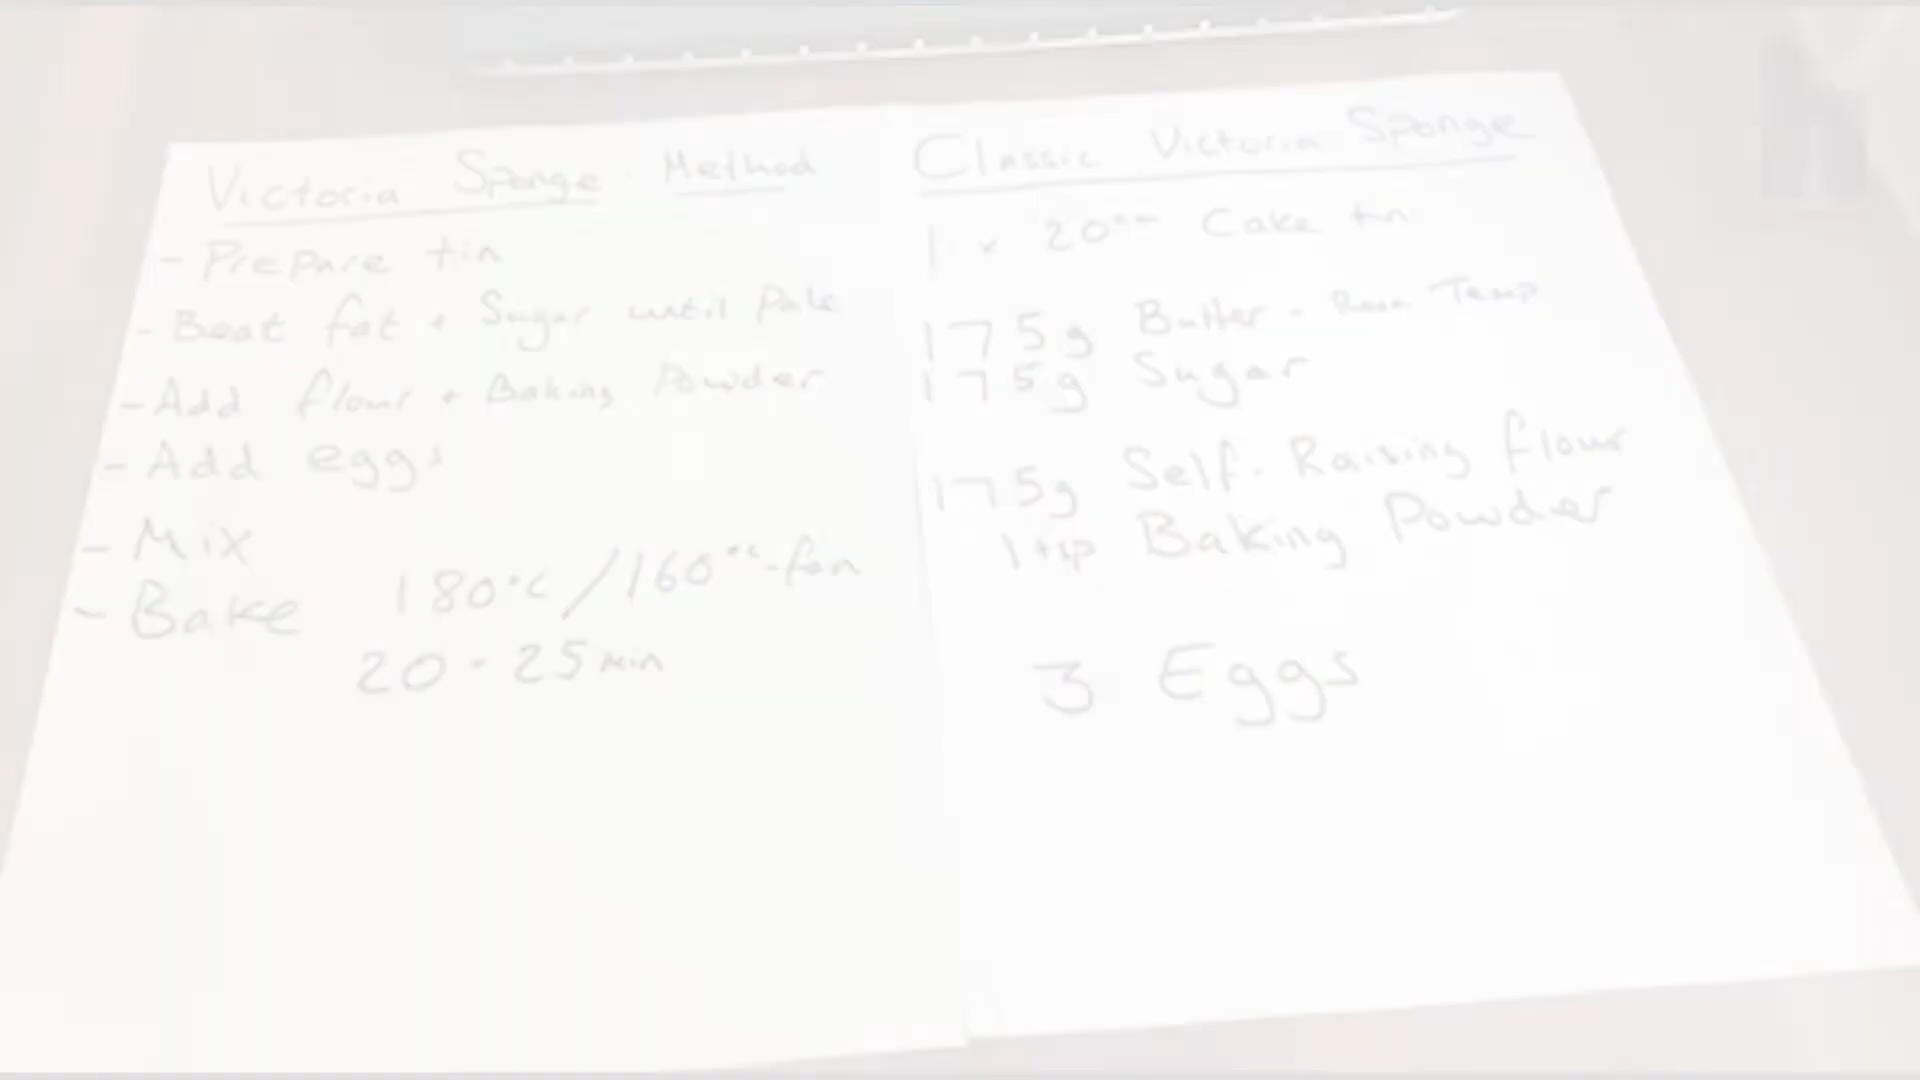 Victoria Sponge Method
- Prepare tin
- Beat fat + Sugar until Pale
- Add flour + Baking Powder
- Add eggs
- Mix
- Bake 180°C / 160°C - fan
20 - 25 min
Classic Victoria Sponge
1 x 20cm Cake tin
175g Butter - Room Temp
175g Sugar
175g Self-Raising flour
1 tsp Baking Powder
3 Eggs